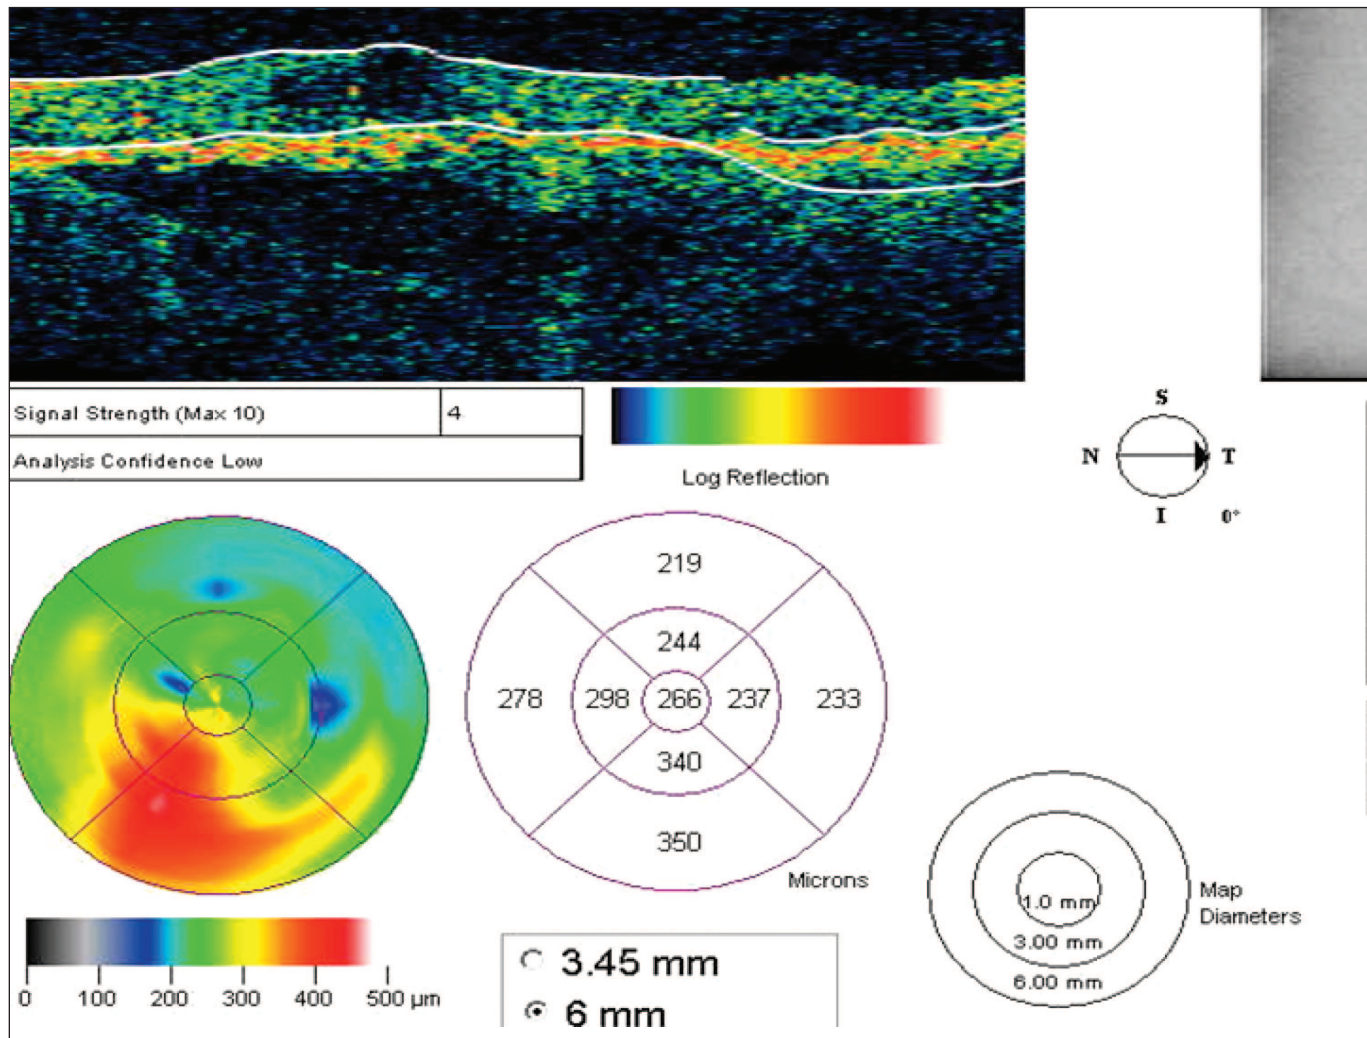 Signal Strength (Max 10) 4
Analysis Confidence Low
Log Reflection
S
N T
I 0°
219
244
278 298 266 237 233
340
350
Microns
0 100 200 300 400 500 µm
3.45 mm
6 mm
1.0 mm
3.00 mm
6.00 mm
Map
Diameters